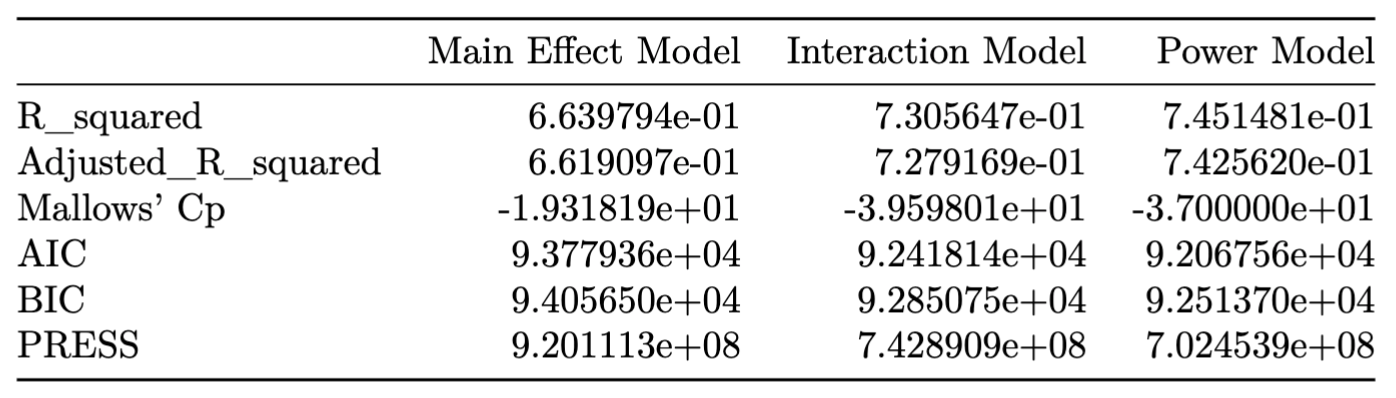 Main Effect Model Interaction Model Power Model
R_squared 6.639794e-01 7.305647e-01 7.451481e-01
Adjusted_R_squared 6.619097e-01 7.279169e-01 7.425620e-01
Mallows’ Cp -1.931819e+01 -3.959801e+01 -3.700000e+01
AIC 9.377936e+04 9.241814e+04 9.206756e+04
BIC 9.405650e+04 9.285075e+04 9.251370e+04
PRESS 9.201113e+08 7.428909e+08 7.024539e+08